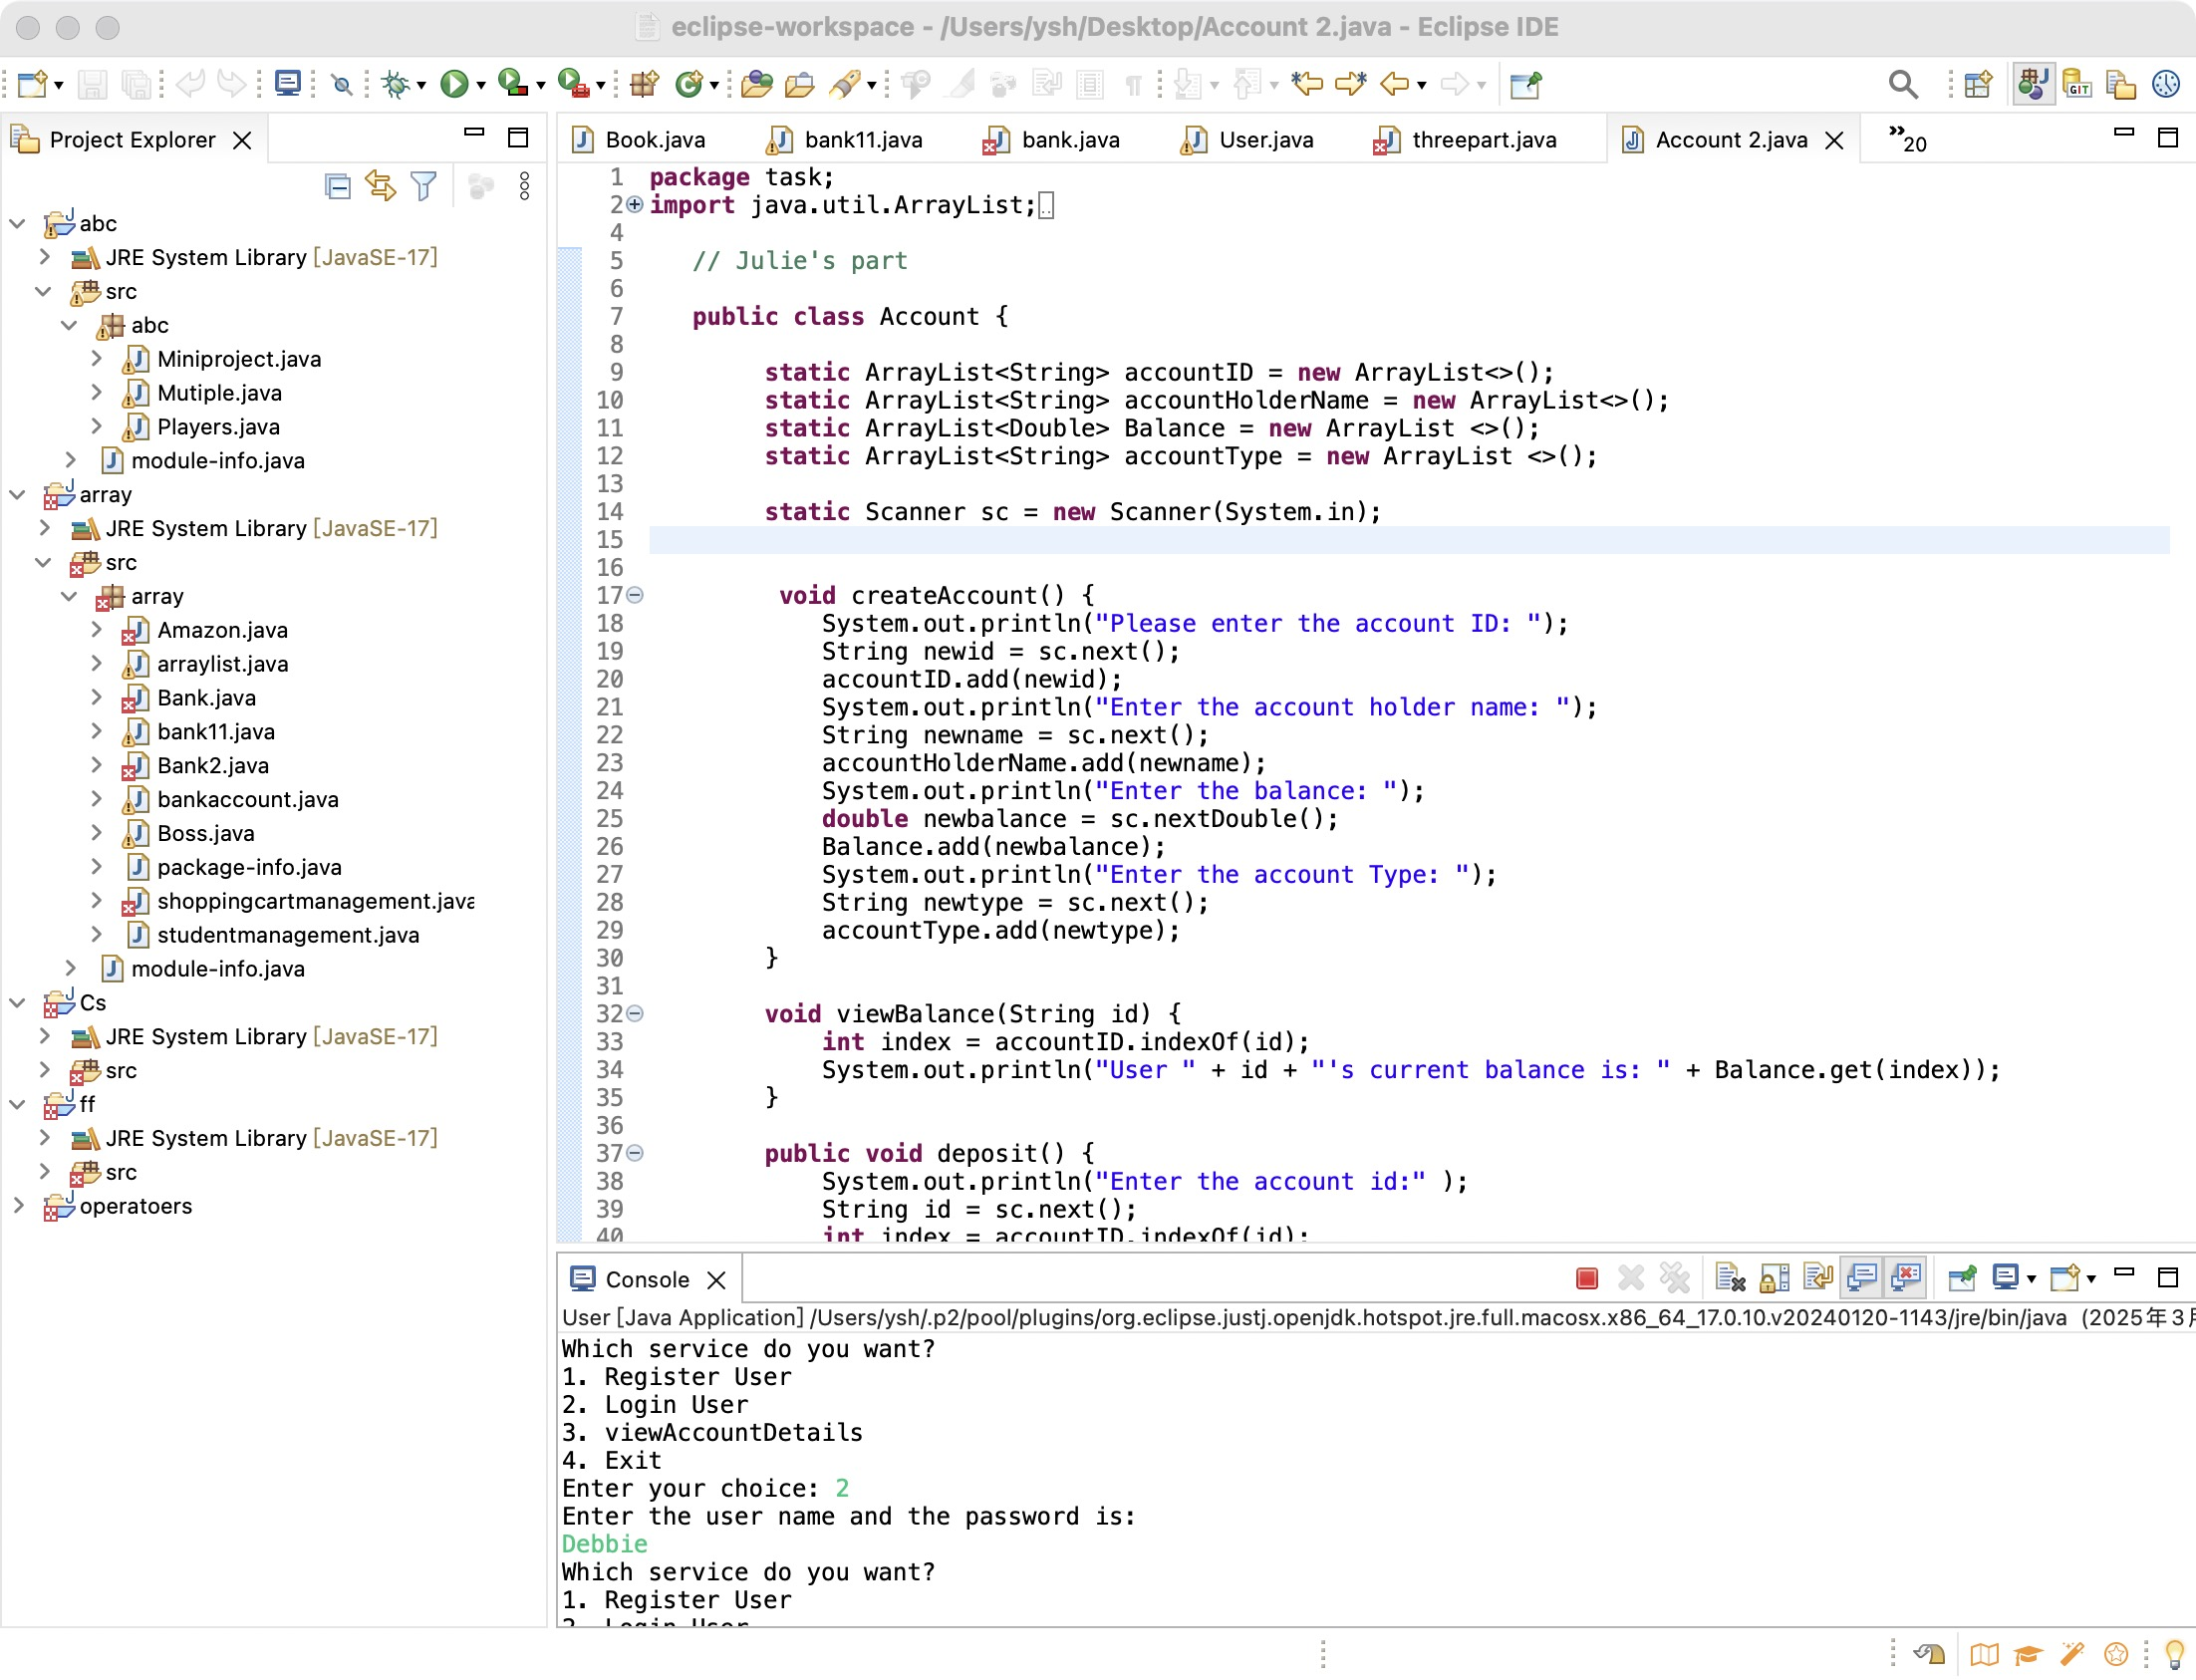 eclipse-workspace - /Users/ysh/Desktop/Account 2.java - Eclipse IDE
Project Explorer
abc
JRE System Library [JavaSE-17]
src
abc
Miniproject.java
Mutiple.java
Players.java
module-info.java
array
JRE System Library [JavaSE-17]
src
array
Amazon.java
arraylist.java
Bank.java
bank11.java
Bank2.java
bankaccount.java
Boss.java
package-info.java
shoppingcartmanagement.java
studentmanagement.java
module-info.java
Cs
JRE System Library [JavaSE-17]
src
ff
JRE System Library [JavaSE-17]
src
operatoers
Book.java bank11.java bank.java User.java threepart.java Account 2.java »20
1 package task;
2 import java.util.ArrayList;
4
5 // Julie's part
6
7 public class Account {
8
9 static ArrayList<String> accountID = new ArrayList<>();
10 static ArrayList<String> accountHolderName = new ArrayList<>();
11 static ArrayList<Double> Balance = new ArrayList <>();
12 static ArrayList<String> accountType = new ArrayList <>();
13
14 static Scanner sc = new Scanner(System.in);
15
16
17 void createAccount() {
18 System.out.println("Please enter the account ID: ");
19 String newid = sc.next();
20 accountID.add(newid);
21 System.out.println("Enter the account holder name: ");
22 String newname = sc.next();
23 accountHolderName.add(newname);
24 System.out.println("Enter the balance: ");
25 double newbalance = sc.nextDouble();
26 Balance.add(newbalance);
27 System.out.println("Enter the account Type: ");
28 String newtype = sc.next();
29 accountType.add(newtype);
30 }
31
32 void viewBalance(String id) {
33 int index = accountID.indexOf(id);
34 System.out.println("User " + id + "'s current balance is: " + Balance.get(index));
35 }
36
37 public void deposit() {
38 System.out.println("Enter the account id:" );
39 String id = sc.next();
40 int index = accountID.indexOf(id);
Console
User [Java Application] /Users/ysh/.p2/pool/plugins/org.eclipse.justj.openjdk.hotspot.jre.full.macosx.x86_64_17.0.10.v20240120-1143/jre/bin/java (2025年3月
Which service do you want?
1. Register User
2. Login User
3. viewAccountDetails
4. Exit
Enter your choice: 2
Enter the user name and the password is:
Debbie
Which service do you want?
1. Register User
2. Login User